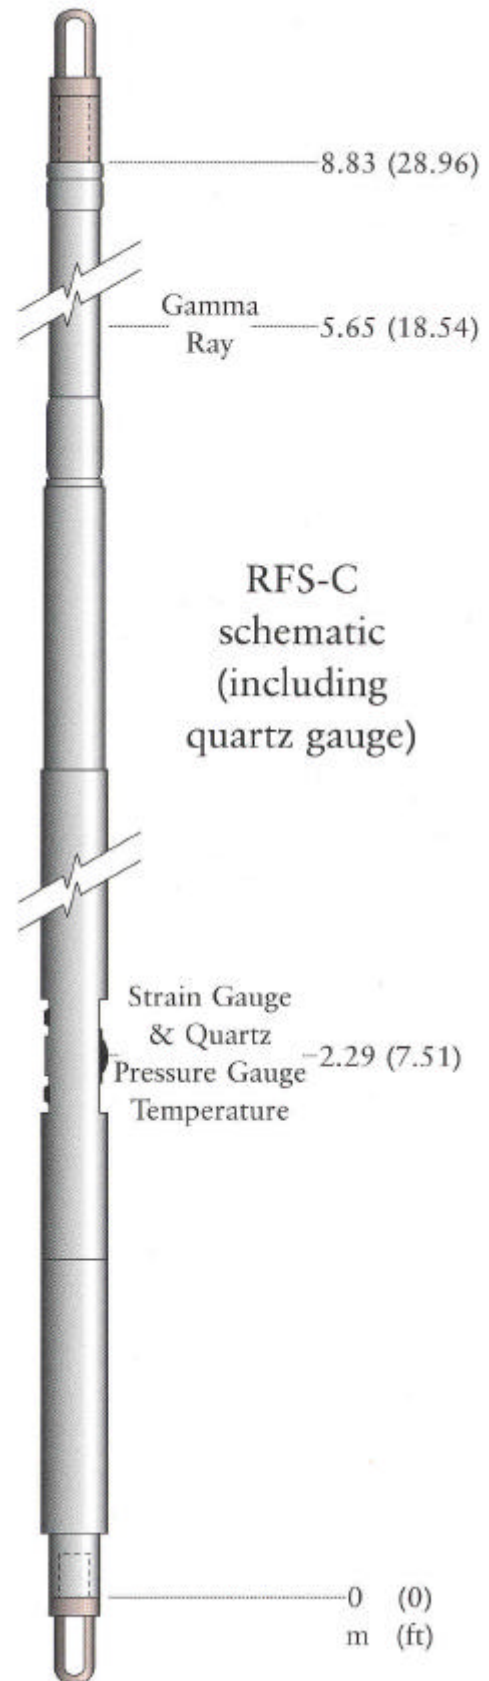 8.83 (28.96)
Gamma
Ray
5.65 (18.54)
RFS-C
schematic
(including
quartz gauge)
Strain Gauge
& Quartz
Pressure Gauge
Temperature
2.29 (7.51)
0 (0)
m (ft)